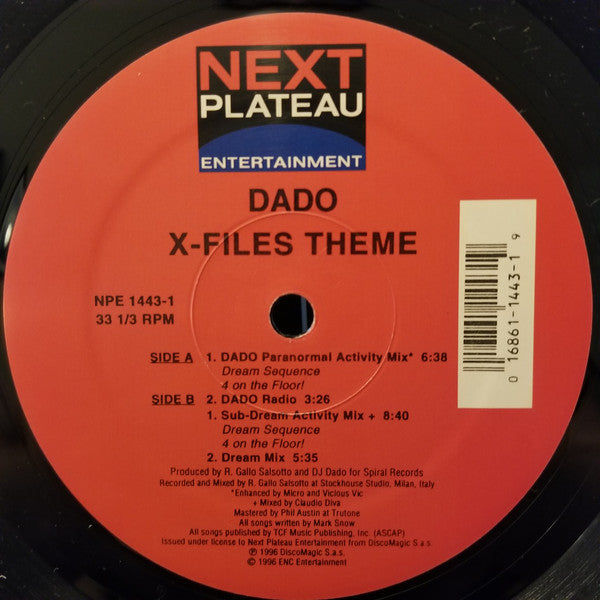 NEXT
PLATEAU
ENTERTAINMENT
DADO
X-FILES THEME
NPE 1443-1
33 1/3 RPM
0 16861-1443-1 9
SIDE A 1. DADO Paranormal Activity Mix* 6:38
Dream Sequence
4 on the Floor!
SIDE B 2. DADO Radio 3:26
1. Sub-Dream Activity Mix + 8:40
Dream Sequence
4 on the Floor!
2. Dream Mix 5:35
Produced by R. Gallo Salsotto and DJ Dado for Spiral Records
Recorded and Mixed by R. Gallo Salsotto at Stockhouse Studio, Milan, Italy
*Enhanced by Micro and Vicious Vic
+ Mixed by Claudio Diva
Mastered by Phil Austin at Trutone
All songs written by Mark Snow
All songs published by TCF Music Publishing, Inc. (ASCAP)
Issued under license to Next Plateau Entertainment from DiscoMagic S.a.s.
℗ 1996 DiscoMagic S.a.s.
© 1996 ENC Entertainment